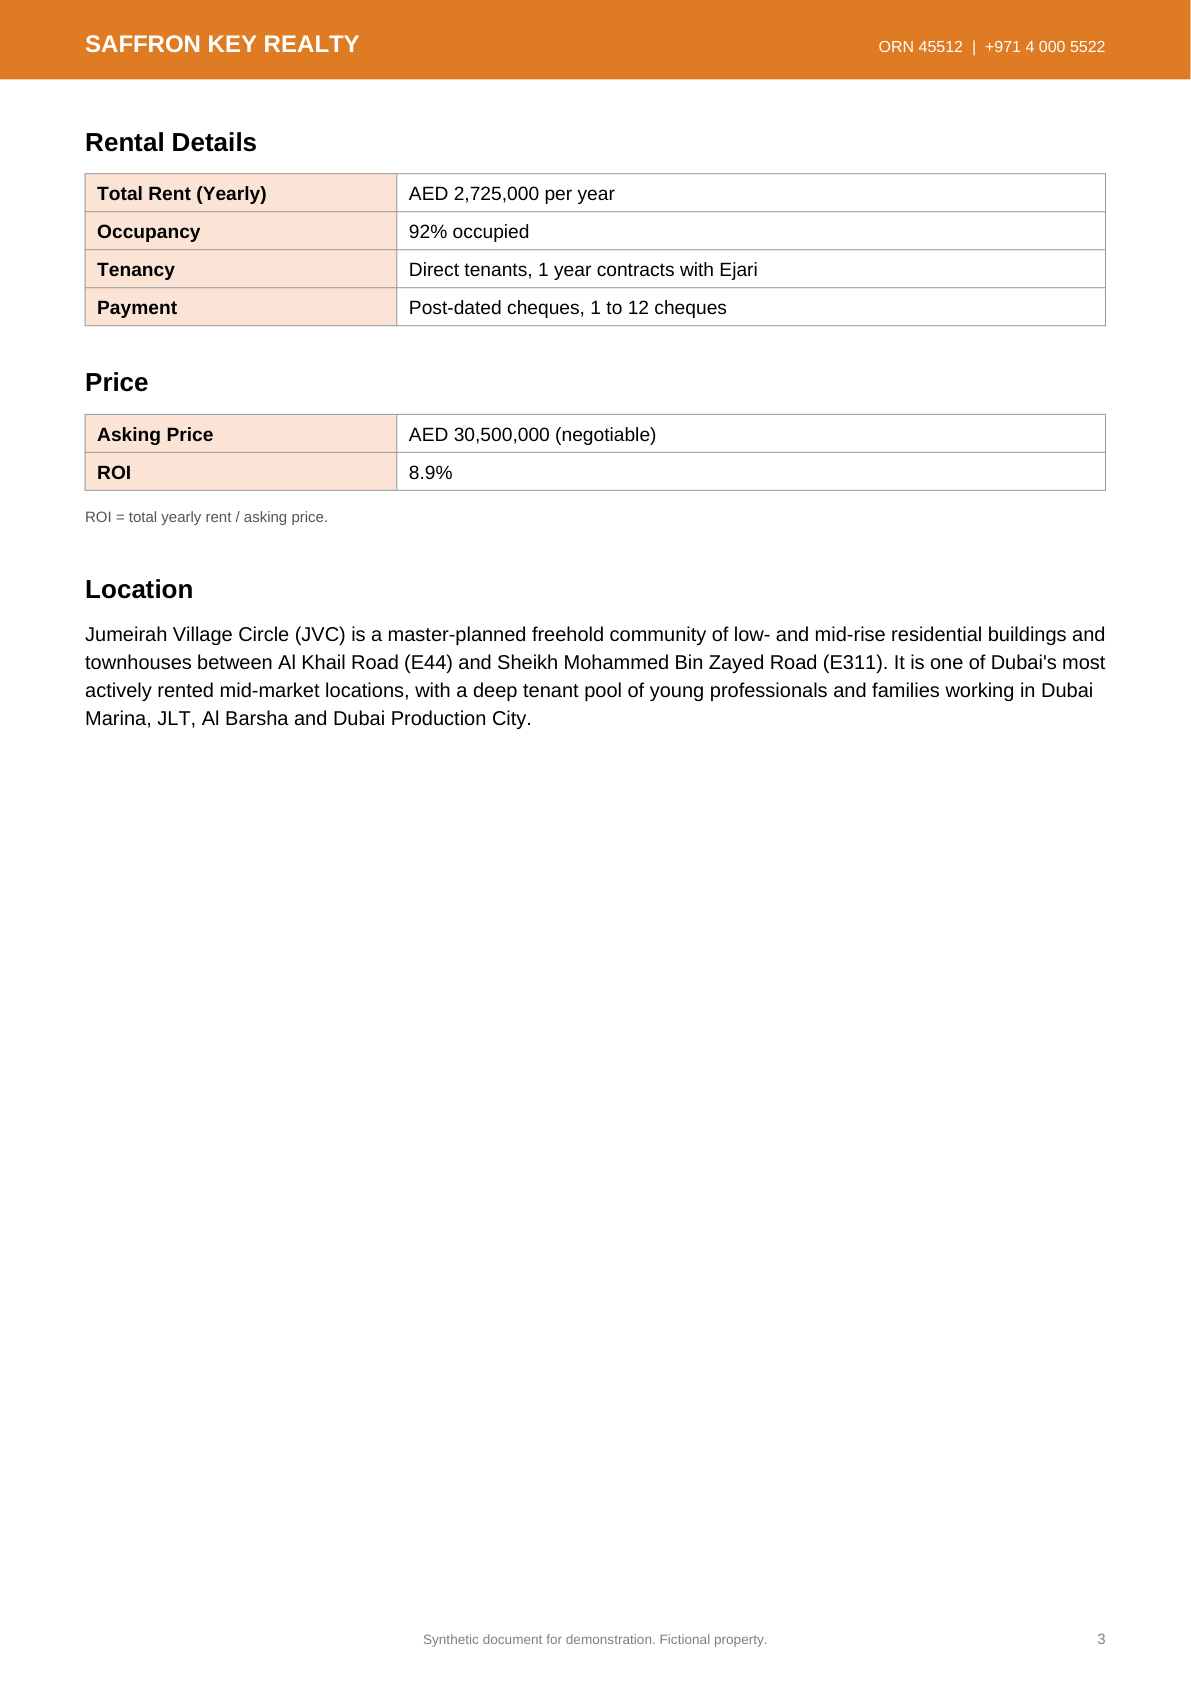 SAFFRON KEY REALTY
ORN 45512 | +971 4 000 5522
Rental Details
Total Rent (Yearly) AED 2,725,000 per year
Occupancy 92% occupied
Tenancy Direct tenants, 1 year contracts with Ejari
Payment Post-dated cheques, 1 to 12 cheques
Price
Asking Price AED 30,500,000 (negotiable)
ROI 8.9%
ROI = total yearly rent / asking price.
Location
Jumeirah Village Circle (JVC) is a master-planned freehold community of low- and mid-rise residential buildings and
townhouses between Al Khail Road (E44) and Sheikh Mohammed Bin Zayed Road (E311). It is one of Dubai's most
actively rented mid-market locations, with a deep tenant pool of young professionals and families working in Dubai
Marina, JLT, Al Barsha and Dubai Production City.
Synthetic document for demonstration. Fictional property.
3